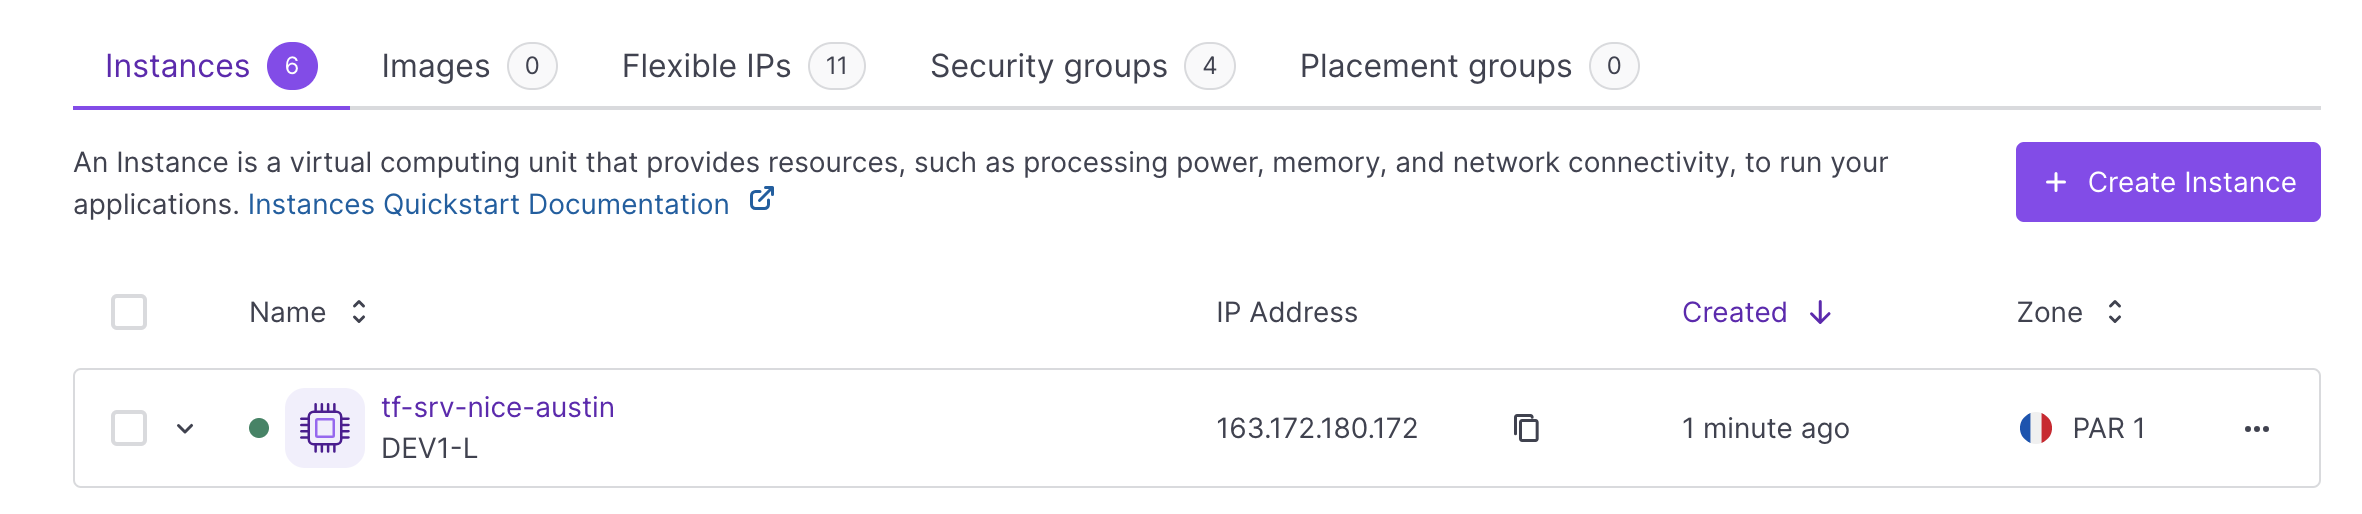 Instances 6 Images 0 Flexible IPs 11 Security groups 4 Placement groups 0
An Instance is a virtual computing unit that provides resources, such as processing power, memory, and network connectivity, to run your
applications. Instances Quickstart Documentation
+ Create Instance
Name IP Address Created Zone
tf-srv-nice-austin
DEV1-L
163.172.180.172 1 minute ago PAR 1